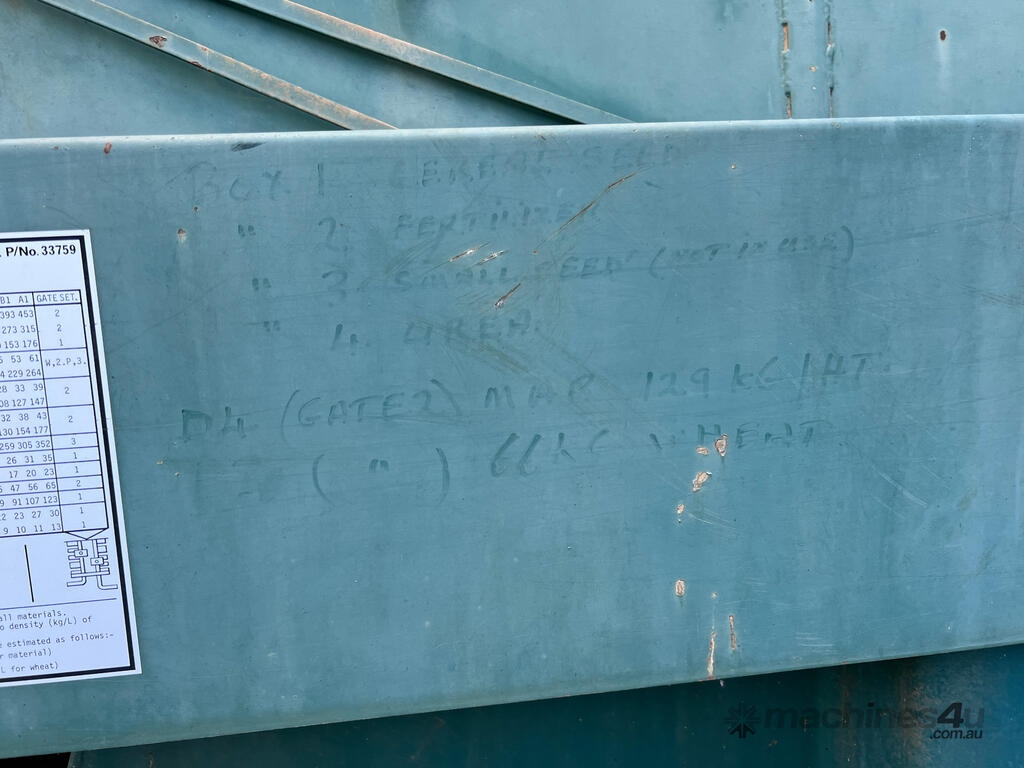 BOX 1 CEREAL SEED
" 2 FERTILIZER
" 3 SMALL SEED (NOT IN USE)
" 4 UREA
D4 (GATE2) MAP 129 KG/HT.
( " ) 66KG WHEAT
P/No. 33759
B1 A1 GATE SET.
393 453 2
273 315 2
153 176 1
53 61 W,2.P,3.
229 264
28 33 39 2
127 147
32 38 43 2
130 154 177
259 305 352 3
26 31 35 1
17 20 23 1
47 56 65 2
91 107 123 1
23 27 30 1
9 10 11 13 1
all materials.
o density (kg/L) of
e estimated as follows:-
r material)
L for wheat)
machines4u
.com.au